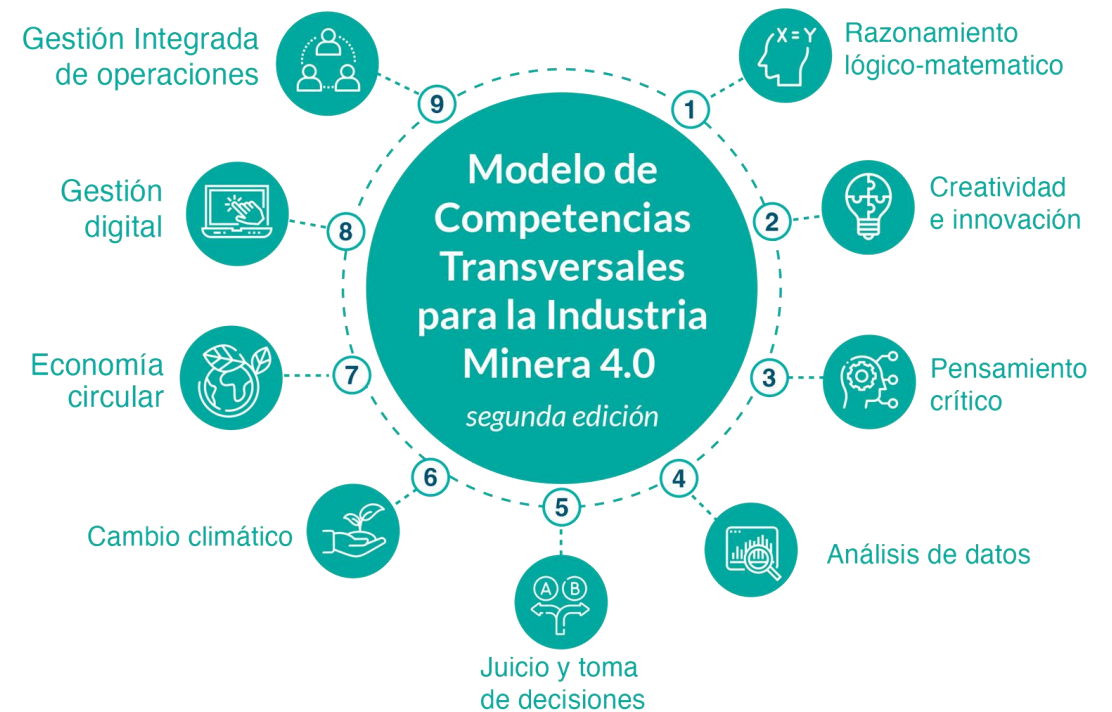 Modelo de
Competencias
Transversales
para la Industria
Minera 4.0
segunda edición
1
X=Y
Razonamiento
lógico-matematico
2
Creatividad
e innovación
3
Pensamiento
crítico
4
Análisis de datos
5
A B
Juicio y toma
de decisiones
6
Cambio climático
7
Economía
circular
8
Gestión
digital
9
Gestión Integrada
de operaciones